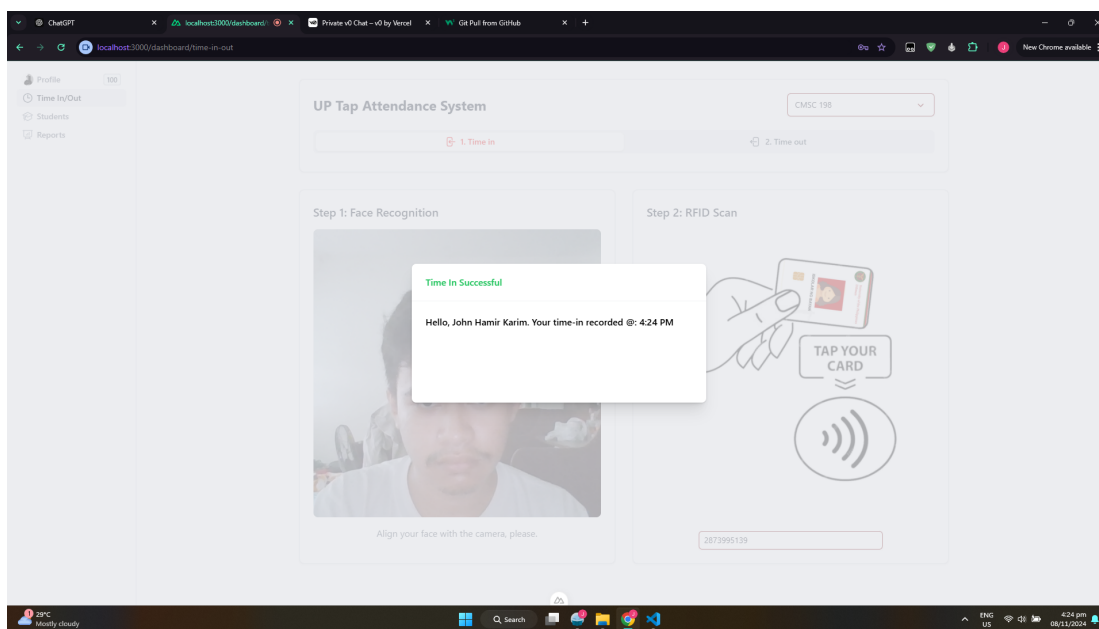 ChatGPT
localhost:3000/dashboard/t
Private v0 Chat – v0 by Vercel
Git Pull from GitHub
localhost:3000/dashboard/time-in-out
New Chrome available
Profile
100
Time In/Out
Students
Reports
UP Tap Attendance System
CMSC 198
1. Time in
2. Time out
Step 1: Face Recognition
Step 2: RFID Scan
Time In Successful
Hello, John Hamir Karim. Your time-in recorded @: 4:24 PM
TAP YOUR
CARD
Align your face with the camera, please.
2873995139
1
29°C
Mostly cloudy
Search
ENG
US
4:24 pm
08/11/2024